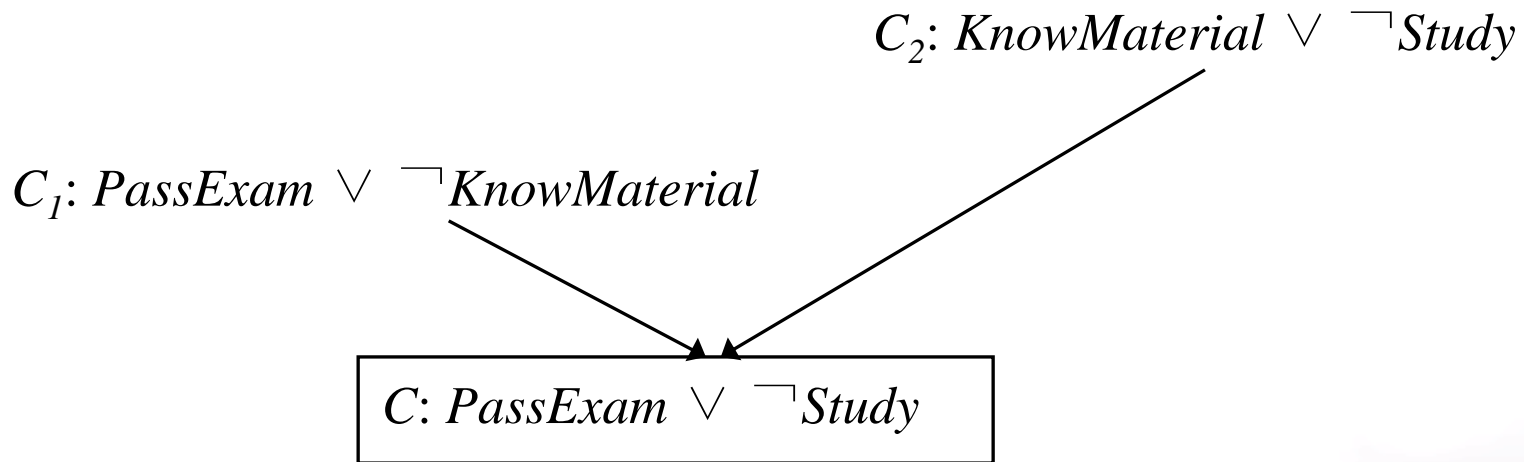 C₂: KnowMaterial ∨ ¬Study
C₁: PassExam ∨ ¬KnowMaterial
C: PassExam ∨ ¬Study